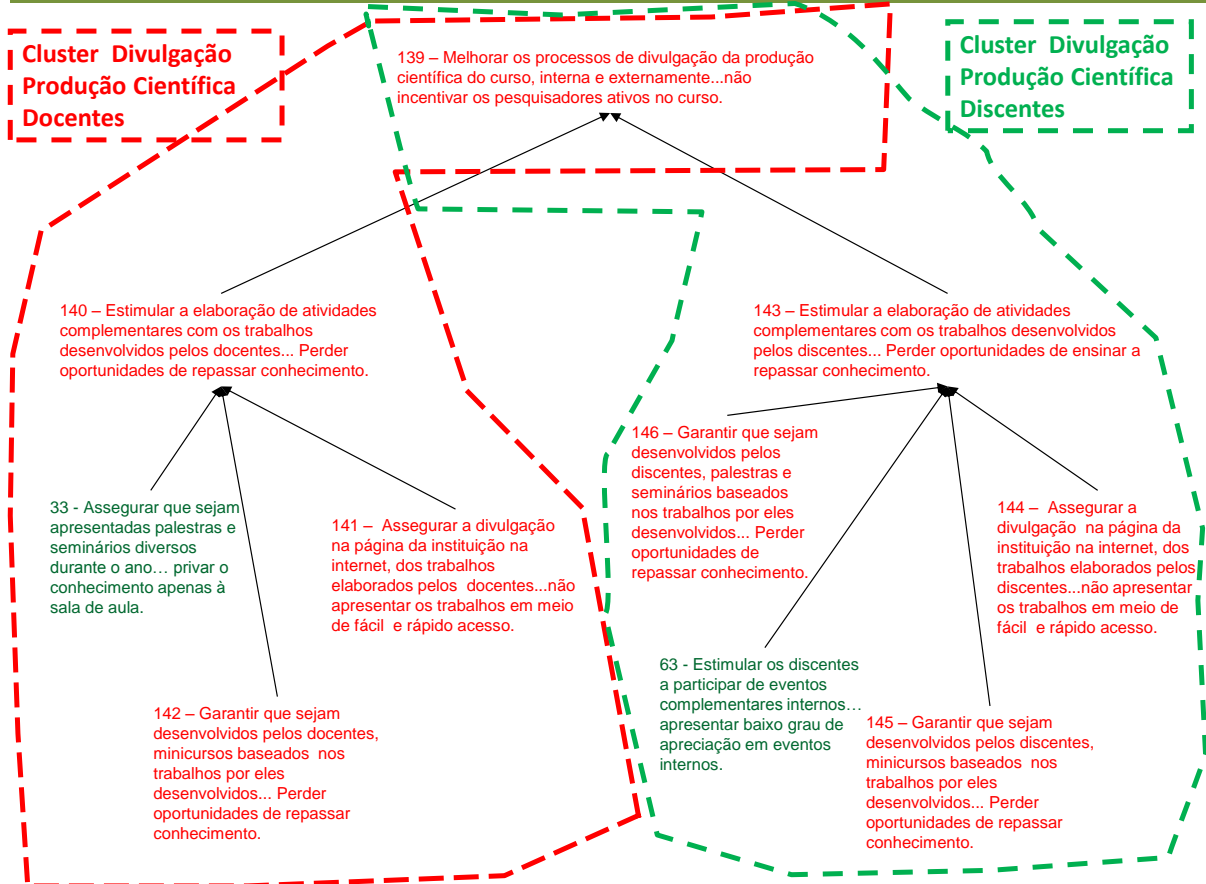 Cluster Divulgação
Produção Científica
Docentes
139 – Melhorar os processos de divulgação da produção
científica do curso, interna e externamente...não
incentivar os pesquisadores ativos no curso.
Cluster Divulgação
Produção Científica
Discentes
140 – Estimular a elaboração de atividades
complementares com os trabalhos
desenvolvidos pelos docentes... Perder
oportunidades de repassar conhecimento.
143 – Estimular a elaboração de atividades
complementares com os trabalhos desenvolvidos
pelos discentes... Perder oportunidades de ensinar a
repassar conhecimento.
33 - Assegurar que sejam
apresentadas palestras e
seminários diversos
durante o ano… privar o
conhecimento apenas à
sala de aula.
141 – Assegurar a divulgação
na página da instituição na
internet, dos trabalhos
elaborados pelos docentes...não
apresentar os trabalhos em meio
de fácil e rápido acesso.
146 – Garantir que sejam
desenvolvidos pelos
discentes, palestras e
seminários baseados
nos trabalhos por eles
desenvolvidos... Perder
oportunidades de
repassar conhecimento.
144 – Assegurar a
divulgação na página da
instituição na internet, dos
trabalhos elaborados pelos
discentes...não apresentar
os trabalhos em meio de
fácil e rápido acesso.
142 – Garantir que sejam
desenvolvidos pelos docentes,
minicursos baseados nos
trabalhos por eles
desenvolvidos... Perder
oportunidades de repassar
conhecimento.
63 - Estimular os discentes
a participar de eventos
complementares internos…
apresentar baixo grau de
apreciação em eventos
internos.
145 – Garantir que sejam
desenvolvidos pelos discentes,
minicursos baseados nos
trabalhos por eles
desenvolvidos... Perder
oportunidades de repassar
conhecimento.